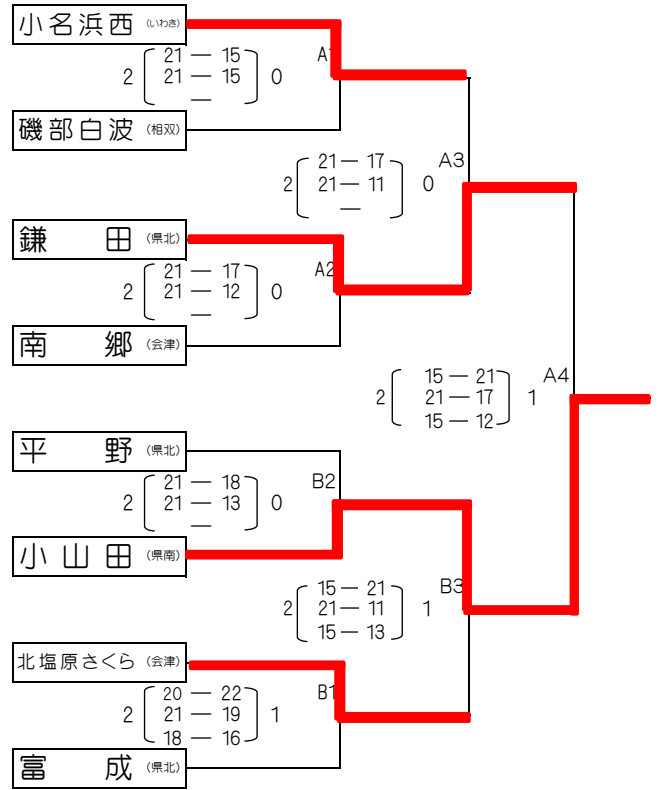 小名浜西 (いわき)
A1
21 — 15
2 21 — 15 0
—
磯部白波 (相双)
A3
21 — 17
2 21 — 11 0
—
鎌田 (県北)
A2
21 — 17
2 21 — 12 0
—
南郷 (会津)
A4
15 — 21
2 21 — 17 1
15 — 12
平野 (県北)
B2
21 — 18
2 21 — 13 0
—
小山田 (県南)
B3
15 — 21
2 21 — 11 1
15 — 13
北塩原さくら (会津)
B1
20 — 22
2 21 — 19 1
18 — 16
富成 (県北)